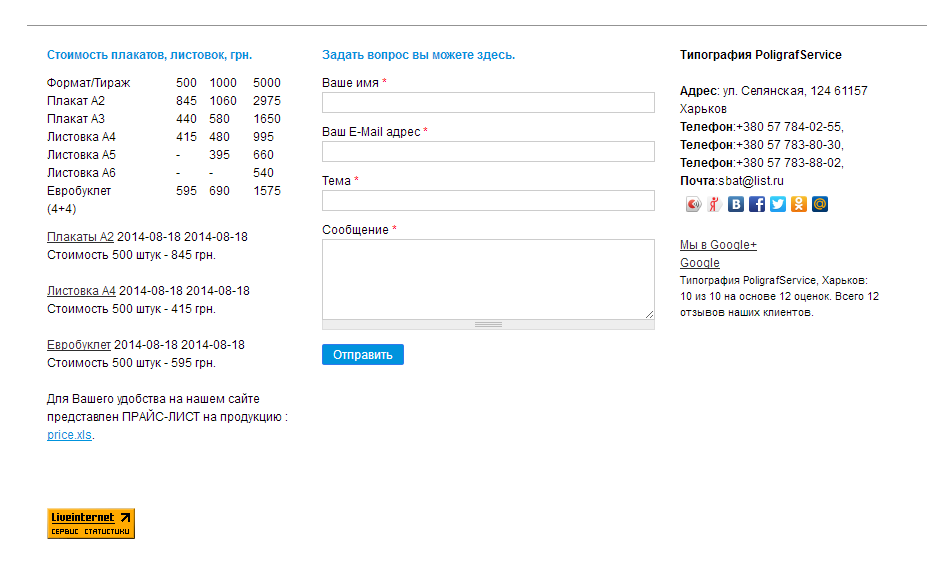 Стоимость плакатов, листовок, грн.
Формат/Тираж 500 1000 5000
Плакат А2 845 1060 2975
Плакат А3 440 580 1650
Листовка А4 415 480 995
Листовка А5 - 395 660
Листовка А6 - - 540
Евробуклет 595 690 1575
(4+4)
Плакаты А2 2014-08-18 2014-08-18
Стоимость 500 штук - 845 грн.
Листовка А4 2014-08-18 2014-08-18
Стоимость 500 штук - 415 грн.
Евробуклет 2014-08-18 2014-08-18
Стоимость 500 штук - 595 грн.
Для Вашего удобства на нашем сайте
представлен ПРАЙС-ЛИСТ на продукцию :
price.xls.
Liveinternet
СЕРВИС СТАТИСТИКИ
Задать вопрос вы можете здесь.
Ваше имя *
Ваш E-Mail адрес *
Тема *
Сообщение *
Отправить
Типография PoligrafService
Адрес: ул. Селянская, 124 61157
Харьков
Телефон:+380 57 784-02-55,
Телефон:+380 57 783-80-30,
Телефон:+380 57 783-88-02,
Почта:sbat@list.ru
Мы в Google+
Google
Типография PoligrafService, Харьков:
10 из 10 на основе 12 оценок. Всего 12
отзывов наших клиентов.